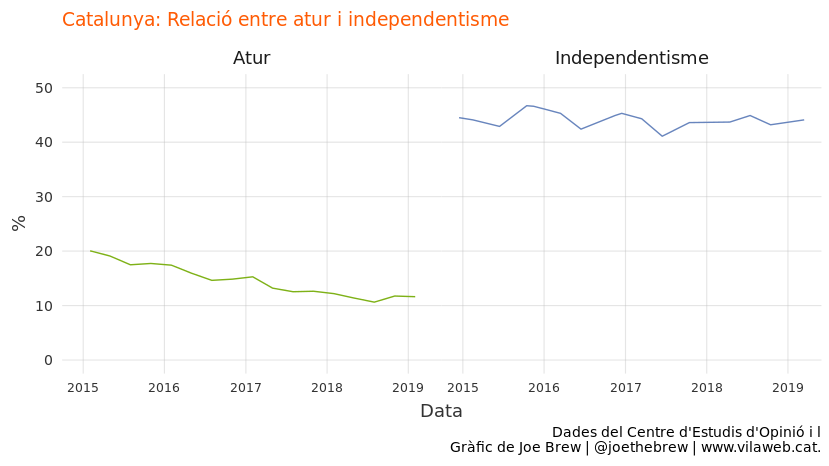 Catalunya: Relació entre atur i independentisme
Atur
Independentisme
50
40
30
20
10
0
%
2015 2016 2017 2018 2019
2015 2016 2017 2018 2019
Data
Dades del Centre d'Estudis d'Opinió i l
Gràfic de Joe Brew | @joethebrew | www.vilaweb.cat.